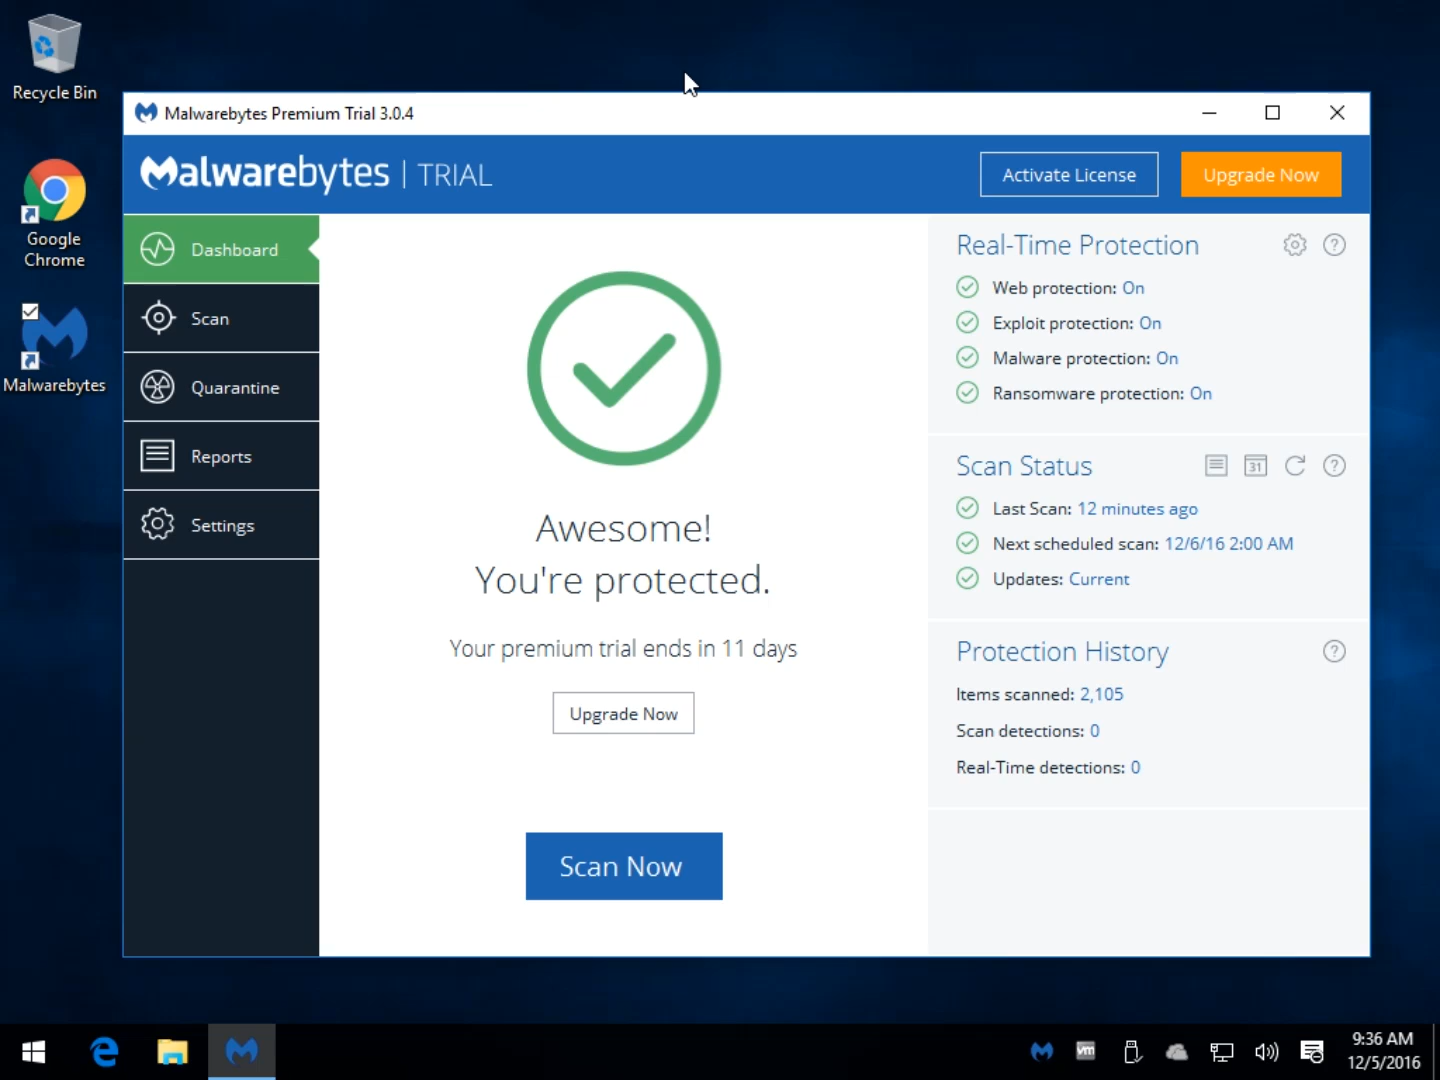 Recycle Bin
Google
Chrome
Malwarebytes
Malwarebytes Premium Trial 3.0.4
Malwarebytes | TRIAL
Activate License
Upgrade Now
Dashboard
Scan
Quarantine
Reports
Settings
Awesome!
You're protected.
Your premium trial ends in 11 days
Upgrade Now
Scan Now
Real-Time Protection
?
Web protection: On
Exploit protection: On
Malware protection: On
Ransomware protection: On
Scan Status
31
?
Last Scan: 12 minutes ago
Next scheduled scan: 12/6/16 2:00 AM
Updates: Current
Protection History
?
Items scanned: 2,105
Scan detections: 0
Real-Time detections: 0
vm
9:36 AM
12/5/2016